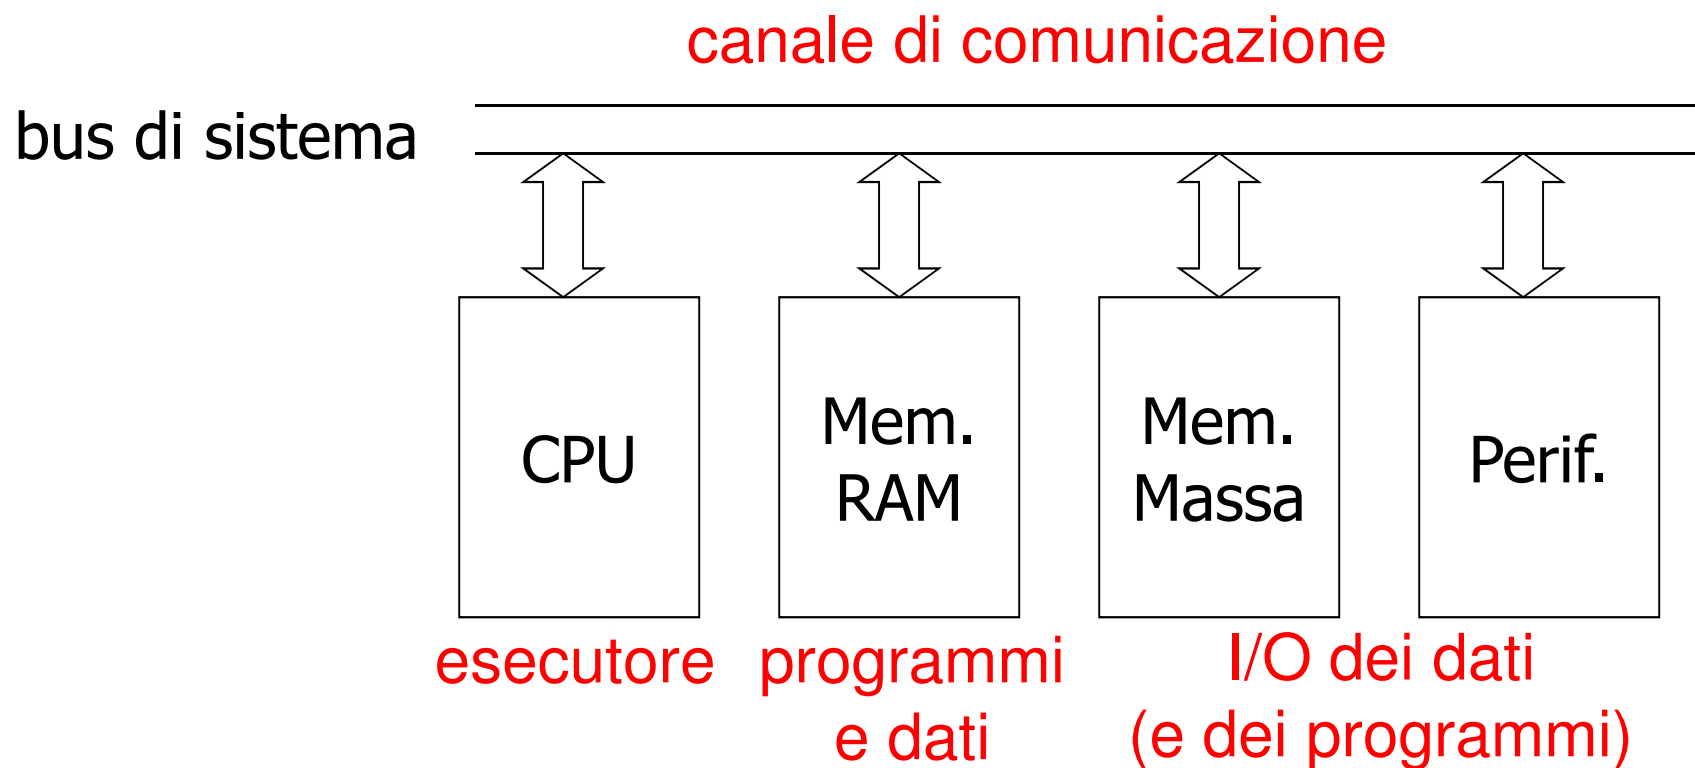 canale di comunicazione
bus di sistema
CPU
Mem.
RAM
Mem.
Massa
Perif.
esecutore
programmi
e dati
I/O dei dati
(e dei programmi)